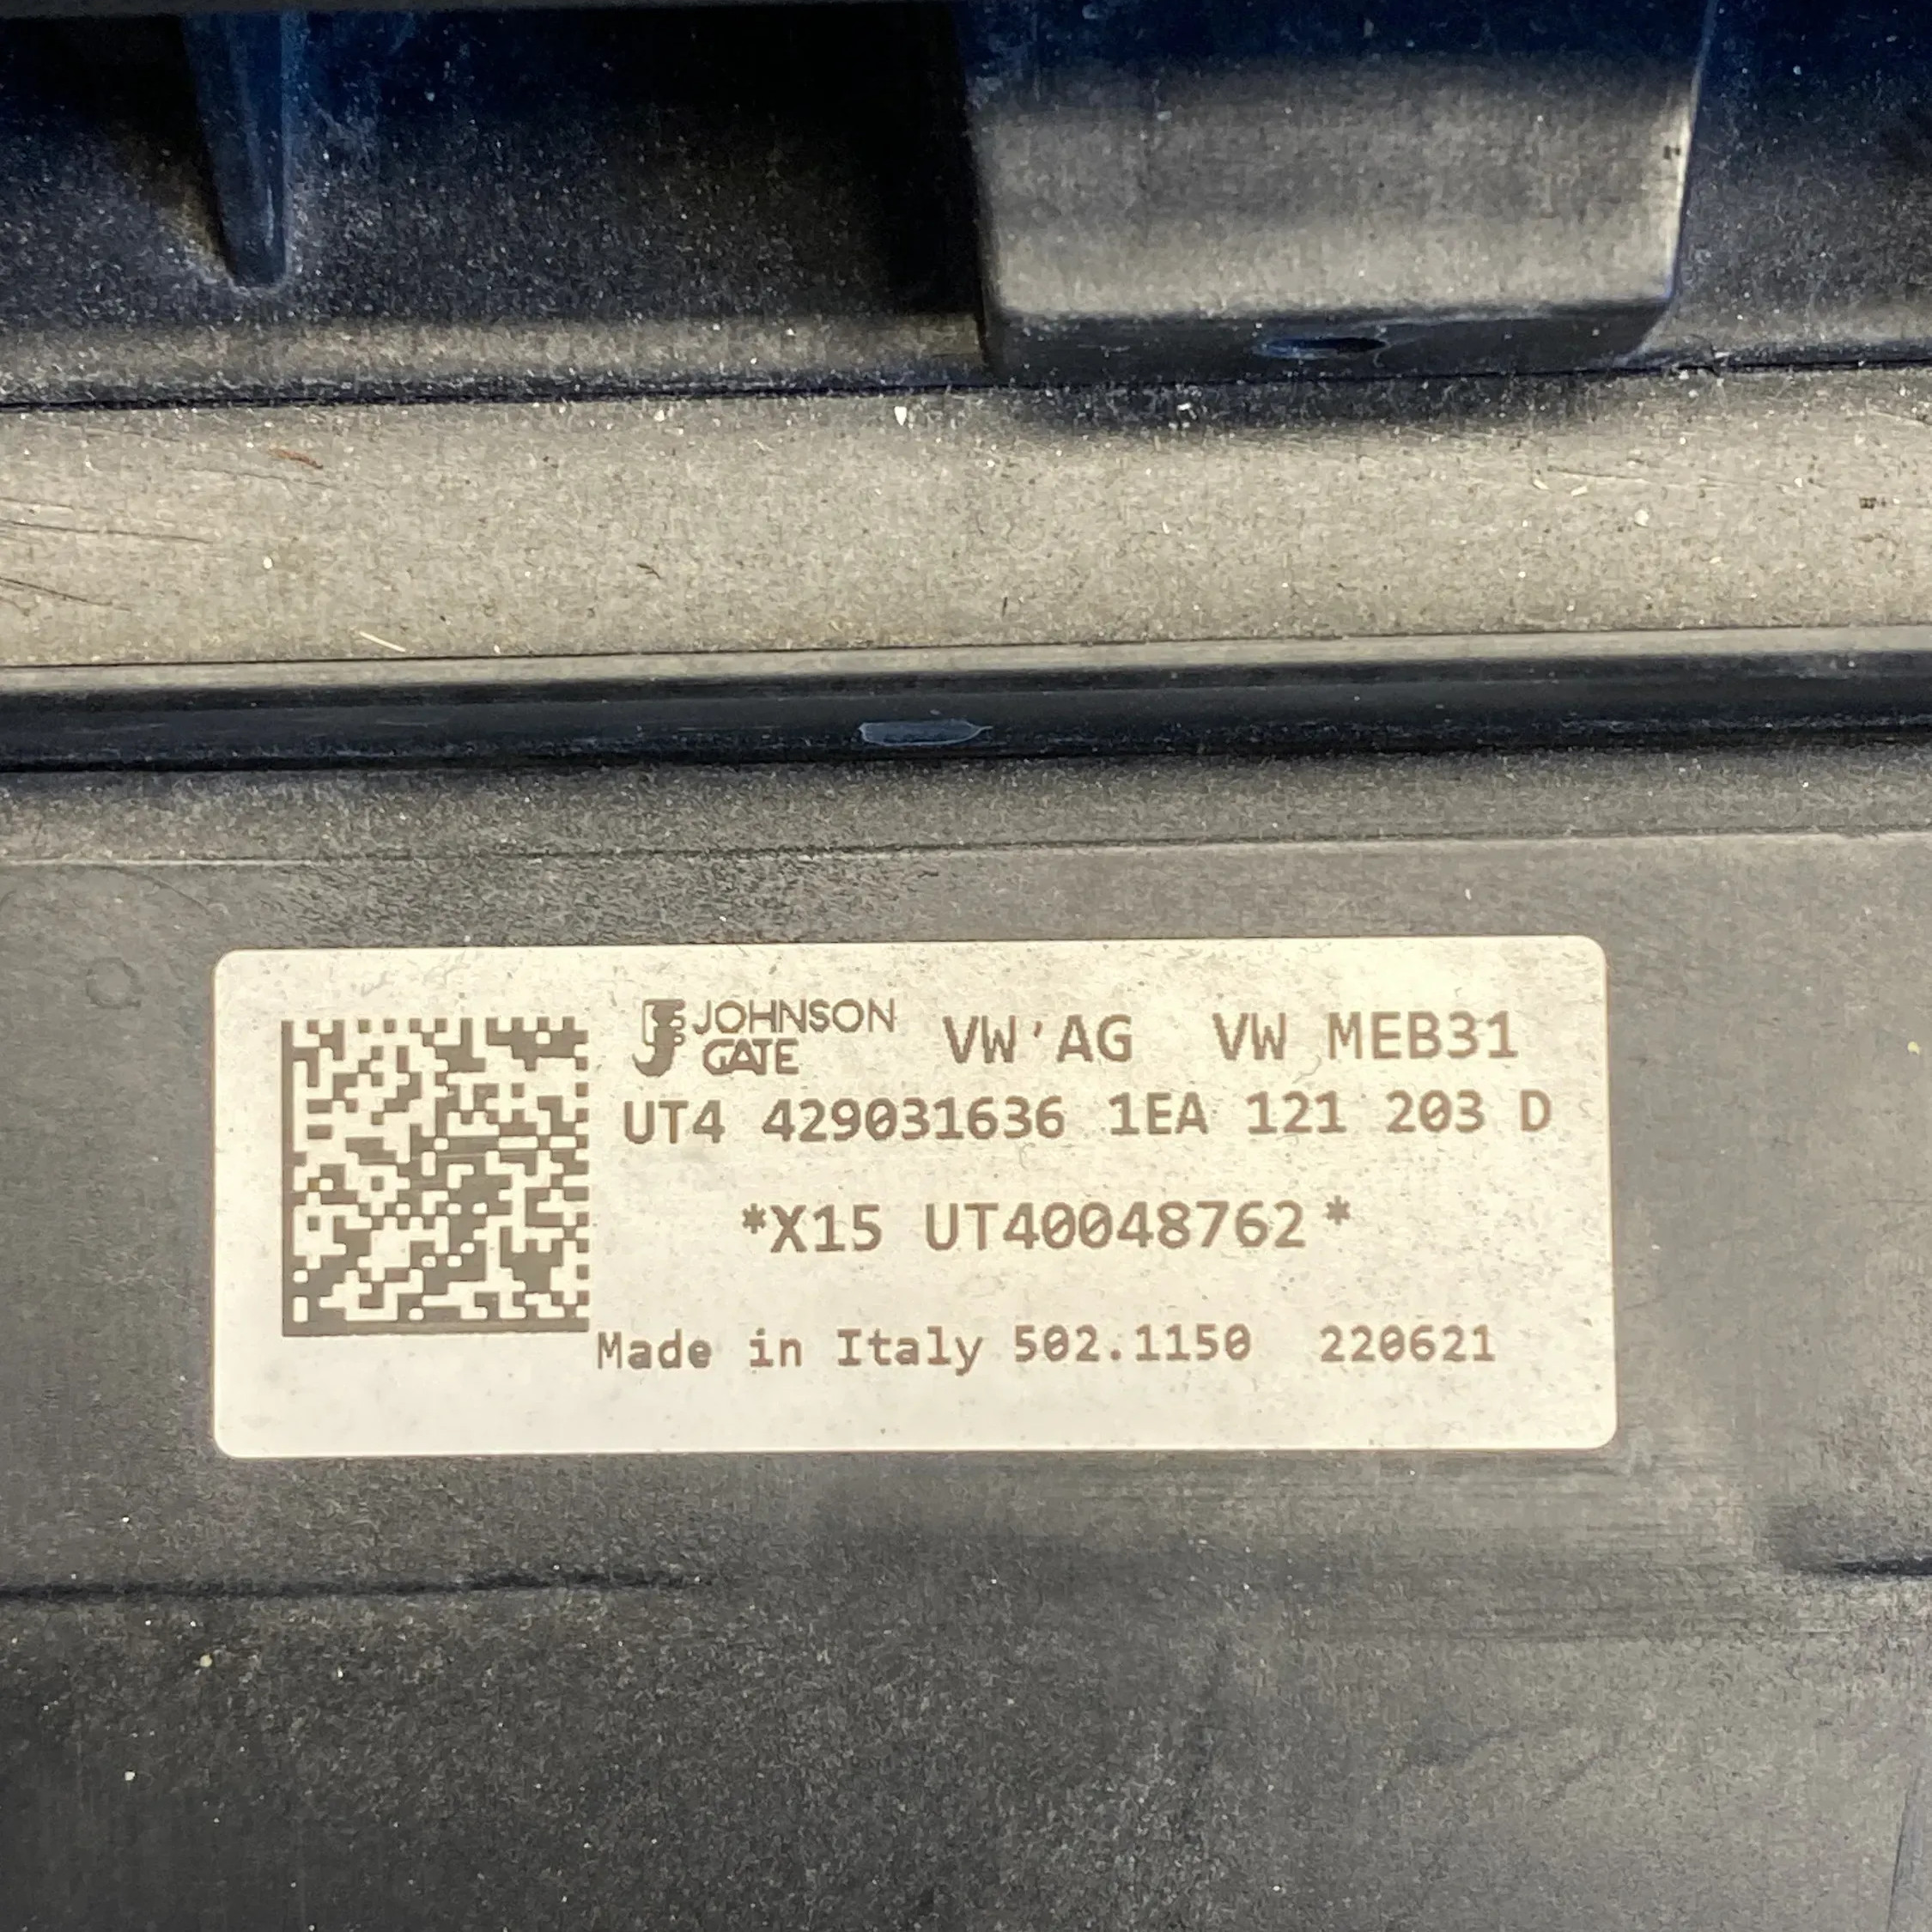 JOHNSON GATE VW'AG VW MEB31
UT4 429031636 1EA 121 203 D
*X15 UT40048762*
Made in Italy 502.1150 220621